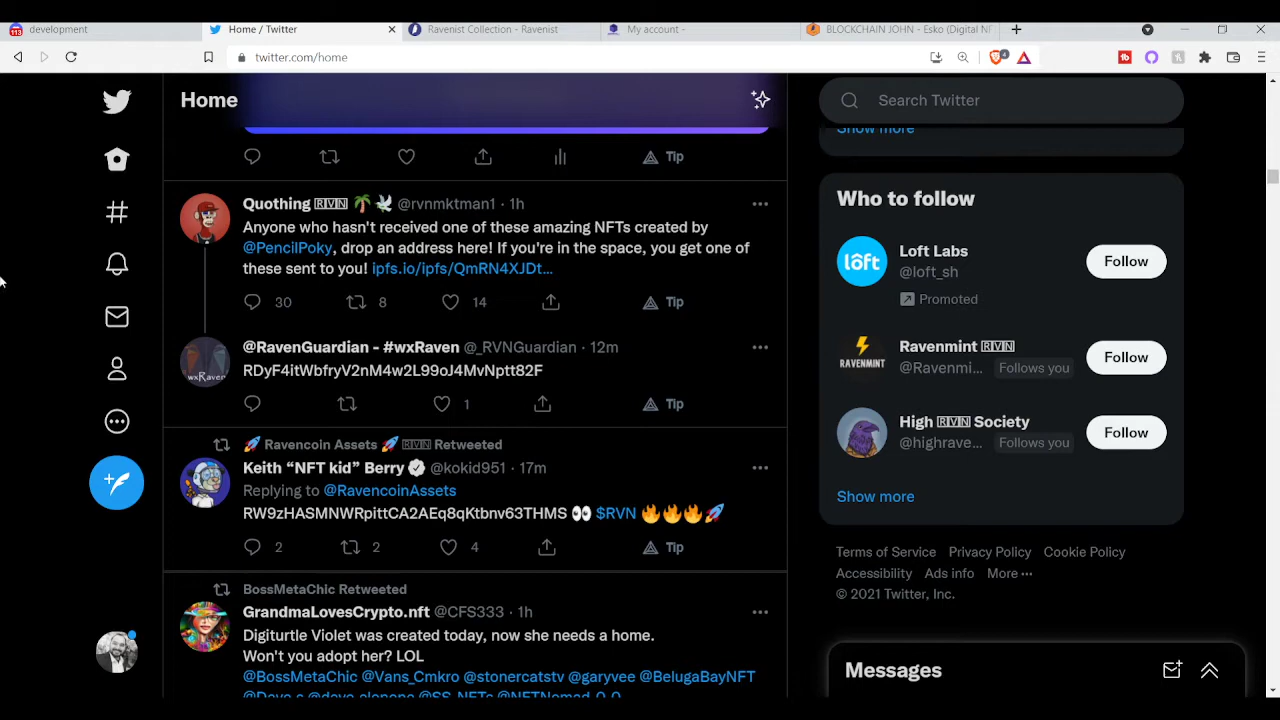 113
development
Home / Twitter
Ravenist Collection - Ravenist
My account -
BLOCKCHAIN JOHN - Esko (Digital NF
twitter.com/home
4
Home
Search Twitter
Show more
Tip
Quothing 🅁🅅🄽 🌴 🕊 @rvnmktman1 · 1h
Anyone who hasn't received one of these amazing NFTs created by
@PencilPoky, drop an address here! If you're in the space, you get one of
these sent to you! ipfs.io/ipfs/QmRN4XJDt...
30 8 14 Tip
wxRaven
@RavenGuardian - #wxRaven @_RVNGuardian · 12m
RDyF4itWbfryV2nM4w2L99oJ4MvNptt82F
1 Tip
🚀 Ravencoin Assets 🚀 🅁🅅🄽 Retweeted
Keith “NFT kid” Berry @kokid951 · 17m
Replying to @RavencoinAssets
RW9zHASMNWRpittCA2AEq8qKtbnv63THMS 👀 $RVN 🔥🔥🔥🚀
2 2 4 Tip
BossMetaChic Retweeted
GrandmaLovesCrypto.nft @CFS333 · 1h
Digiturtle Violet was created today, now she needs a home.
Won't you adopt her? LOL
@BossMetaChic @Vans_Cmkro @stonercatstv @garyvee @BelugaBayNFT
Who to follow
lôft
Loft Labs
@loft_sh
Promoted
Follow
RAVENMINT
Ravenmint 🅁🅅🄽
@Ravenmi... Follows you
Follow
High 🅁🅅🄽 Society
@highrave... Follows you
Follow
Show more
Terms of Service Privacy Policy Cookie Policy
Accessibility Ads info More ···
© 2021 Twitter, Inc.
Messages